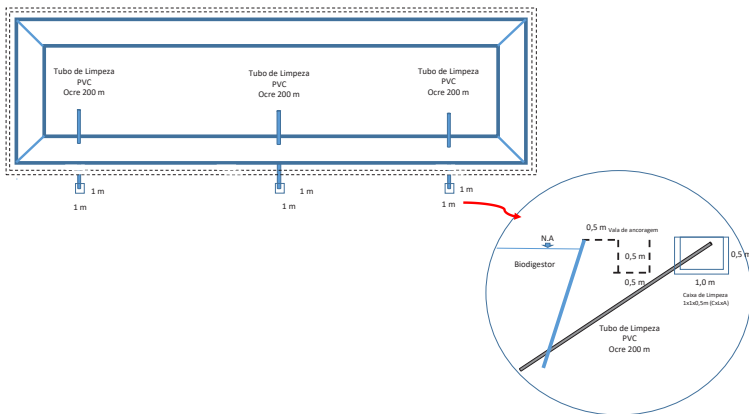 Tubo de Limpeza
PVC
Ocre 200 m
Tubo de Limpeza
PVC
Ocre 200 m
Tubo de Limpeza
PVC
Ocre 200 m
1 m
1 m
1 m
1 m
1 m
1 m
0,5 m Vala de ancoragem
N.A
Biodigestor
0,5 m
0,5 m
0,5 m
1,0 m
Caixa de Limpeza
1x1x0,5m (CxLxA)
Tubo de Limpeza
PVC
Ocre 200 m